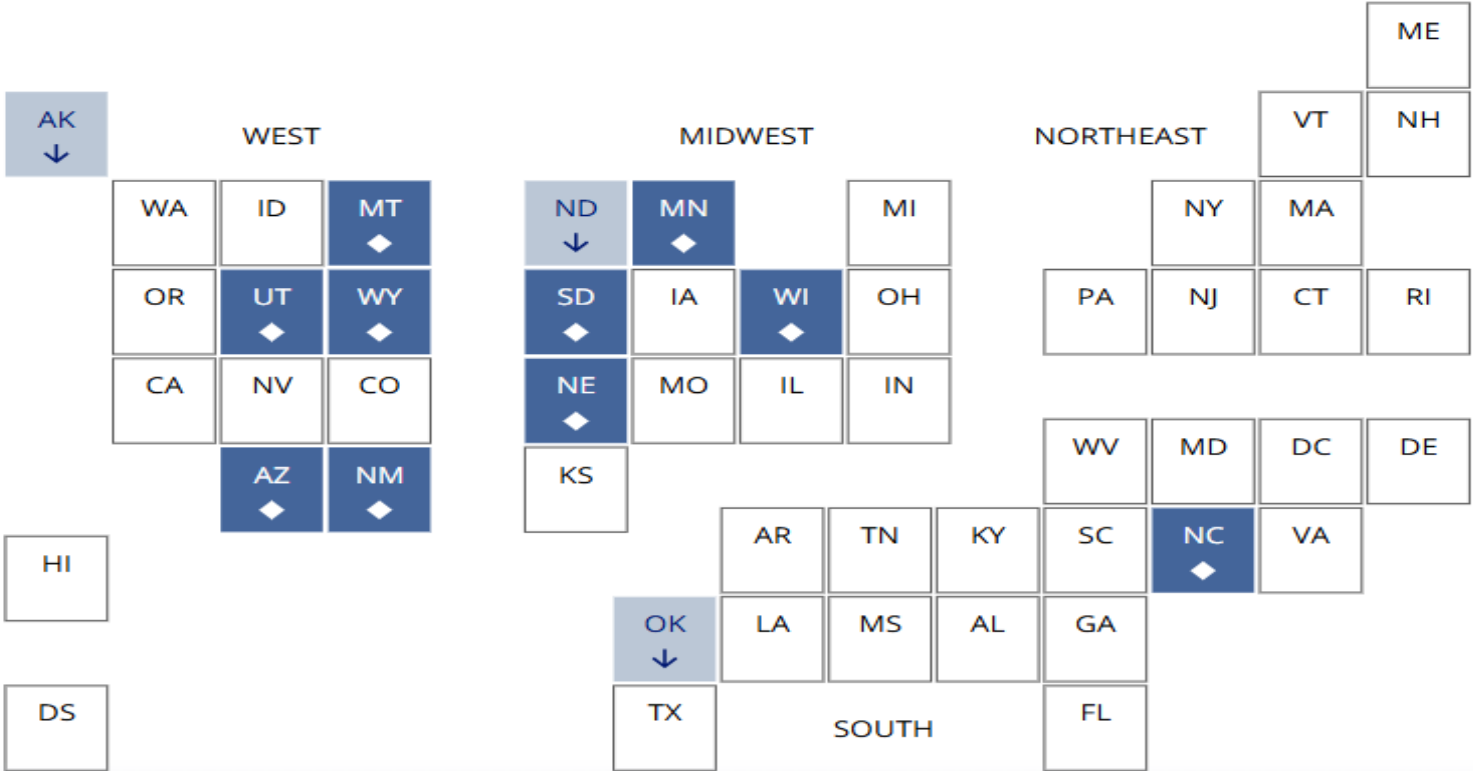 ME
AK ↓
WEST
MIDWEST
NORTHEAST
VT
NH
WA
ID
MT ◆
ND ↓
MN ◆
MI
NY
MA
OR
UT ◆
WY ◆
SD ◆
IA
WI ◆
OH
PA
NJ
CT
RI
CA
NV
CO
NE ◆
MO
IL
IN
WV
MD
DC
DE
AZ ◆
NM ◆
KS
HI
AR
TN
KY
SC
NC ◆
VA
OK ↓
LA
MS
AL
GA
DS
TX
SOUTH
FL